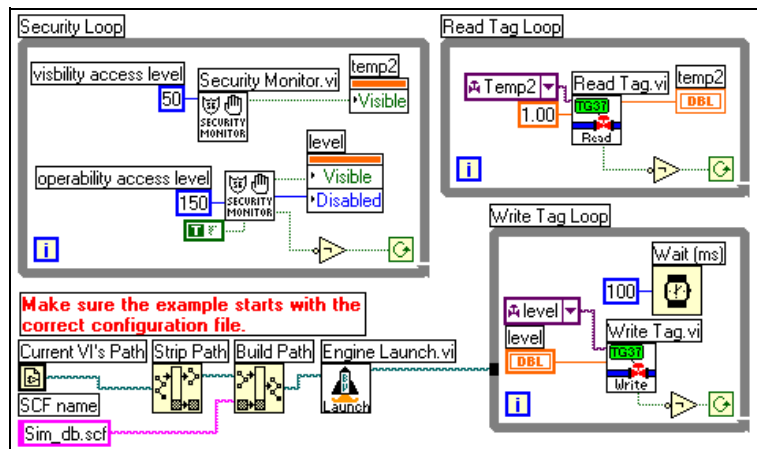 Security Loop
visbility access level
50
Security Monitor.vi
SECURITY
MONITOR
temp2
Visible
operability access level
150
SECURITY
MONITOR
T
level
Visible
Disabled
i
Read Tag Loop
Temp2
1.00
Read Tag.vi
TG37
Read
temp2
DBL
i
Write Tag Loop
Wait (ms)
100
level
level
DBL
Write Tag.vi
TG37
Write
i
Make sure the example starts with the
correct configuration file.
Current VI's Path
Strip Path
Build Path
Engine Launch.vi
Launch
SCF name
Sim_db.scf